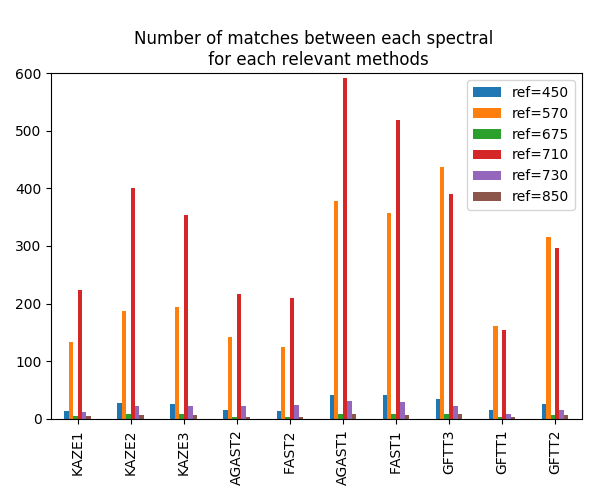 Number of matches between each spectral
for each relevant methods
600
500
400
300
200
100
0
ref=450
ref=570
ref=675
ref=710
ref=730
ref=850
KAZE1
KAZE2
KAZE3
AGAST2
FAST2
AGAST1
FAST1
GFTT3
GFTT1
GFTT2